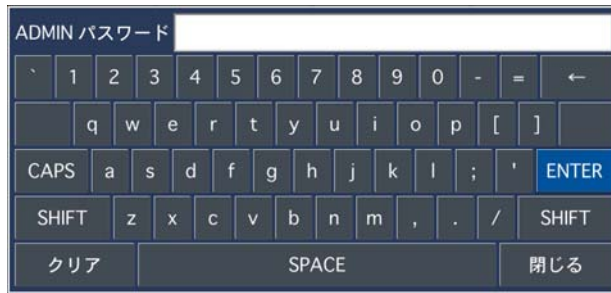 ADMIN パスワード
` 1 2 3 4 5 6 7 8 9 0 - = ←
q w e r t y u i o p [ ]
CAPS a s d f g h j k l ; ' ENTER
SHIFT z x c v b n m , . / SHIFT
クリア SPACE 閉じる